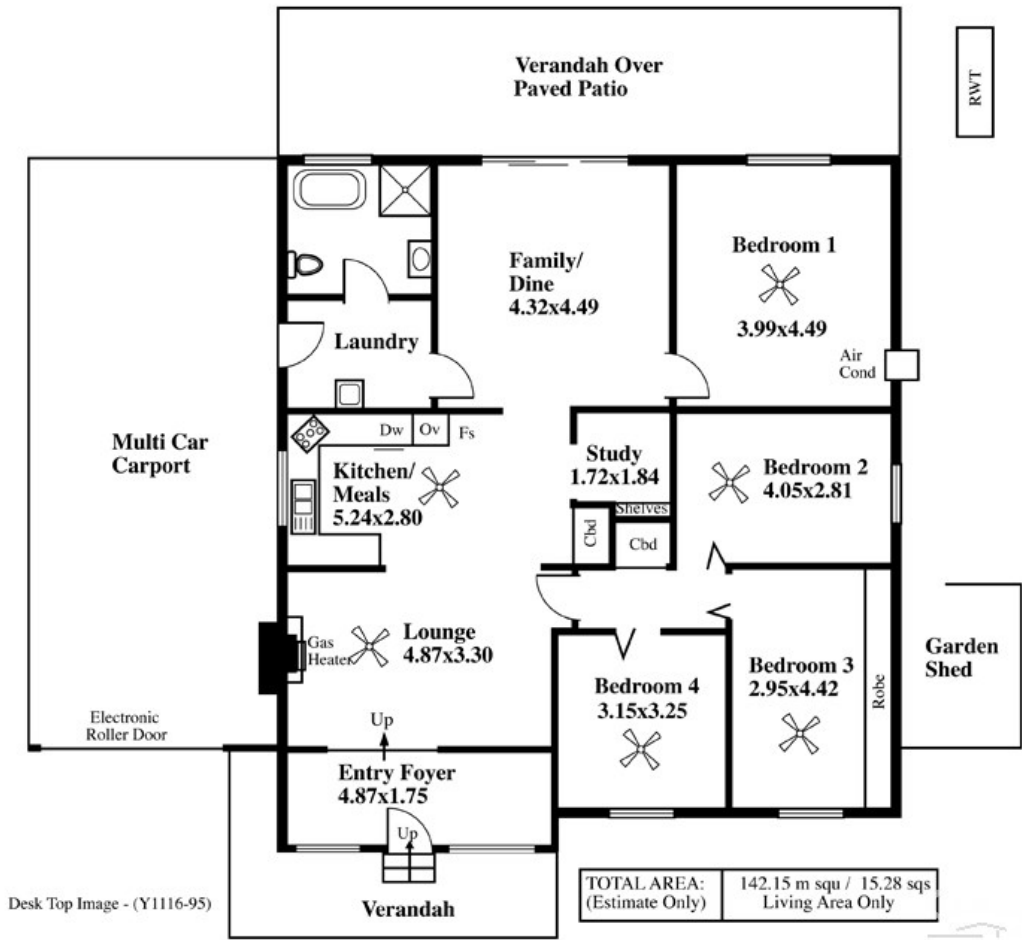 Verandah Over
Paved Patio
RWT
Family/
Dine
4.32x4.49
Bedroom 1
3.99x4.49
Laundry
Air
Cond
Multi Car
Carport
Dw
Ov
Fs
Kitchen/
Meals
5.24x2.80
Study
1.72x1.84
Shelves
Cbd
Cbd
Bedroom 2
4.05x2.81
Gas
Heater
Lounge
4.87x3.30
Bedroom 4
3.15x3.25
Bedroom 3
2.95x4.42
Robe
Garden
Shed
Electronic
Roller Door
Up
Entry Foyer
4.87x1.75
Up
Verandah
Desk Top Image - (Y1116-95)
TOTAL AREA:
(Estimate Only)
142.15 m squ / 15.28 sqs
Living Area Only